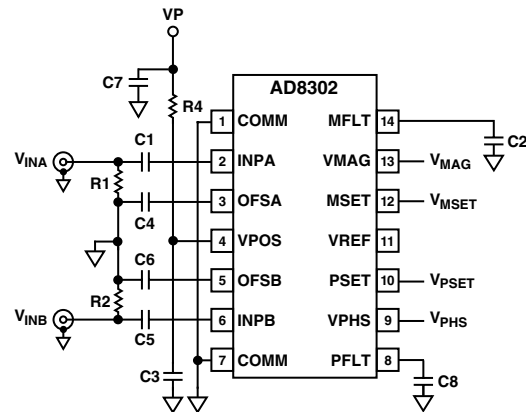 VP
C7
R4
AD8302
1 COMM MFLT 14
C2
C1
VINA
2 INPA VMAG 13 VMAG
R1
3 OFSA MSET 12 VMSET
C4
4 VPOS VREF 11
C6
5 OFSB PSET 10 VPSET
R2
VINB
6 INPB VPHS 9 VPHS
C5
C3
7 COMM PFLT 8
C8